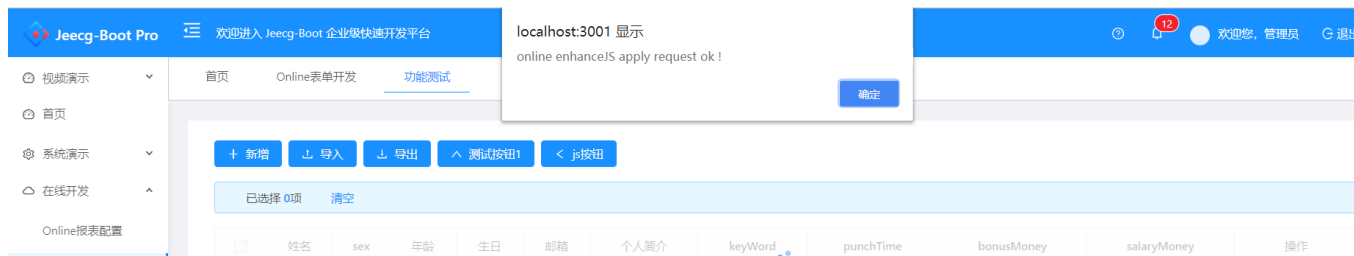 Jeecg-Boot Pro
欢迎进入 Jeecg-Boot 企业级快速开发平台
localhost:3001 显示
online enhanceJS apply request ok !
确定
12
欢迎您，管理员
退出
视频演示
首页 Online表单开发 功能测试
首页
系统演示
在线开发
Online报表配置
+ 新增 导入 导出 测试按钮1 js按钮
已选择 0项 清空
姓名 sex 年龄 生日 邮箱 个人简介 keyWord punchTime bonusMoney salaryMoney 操作